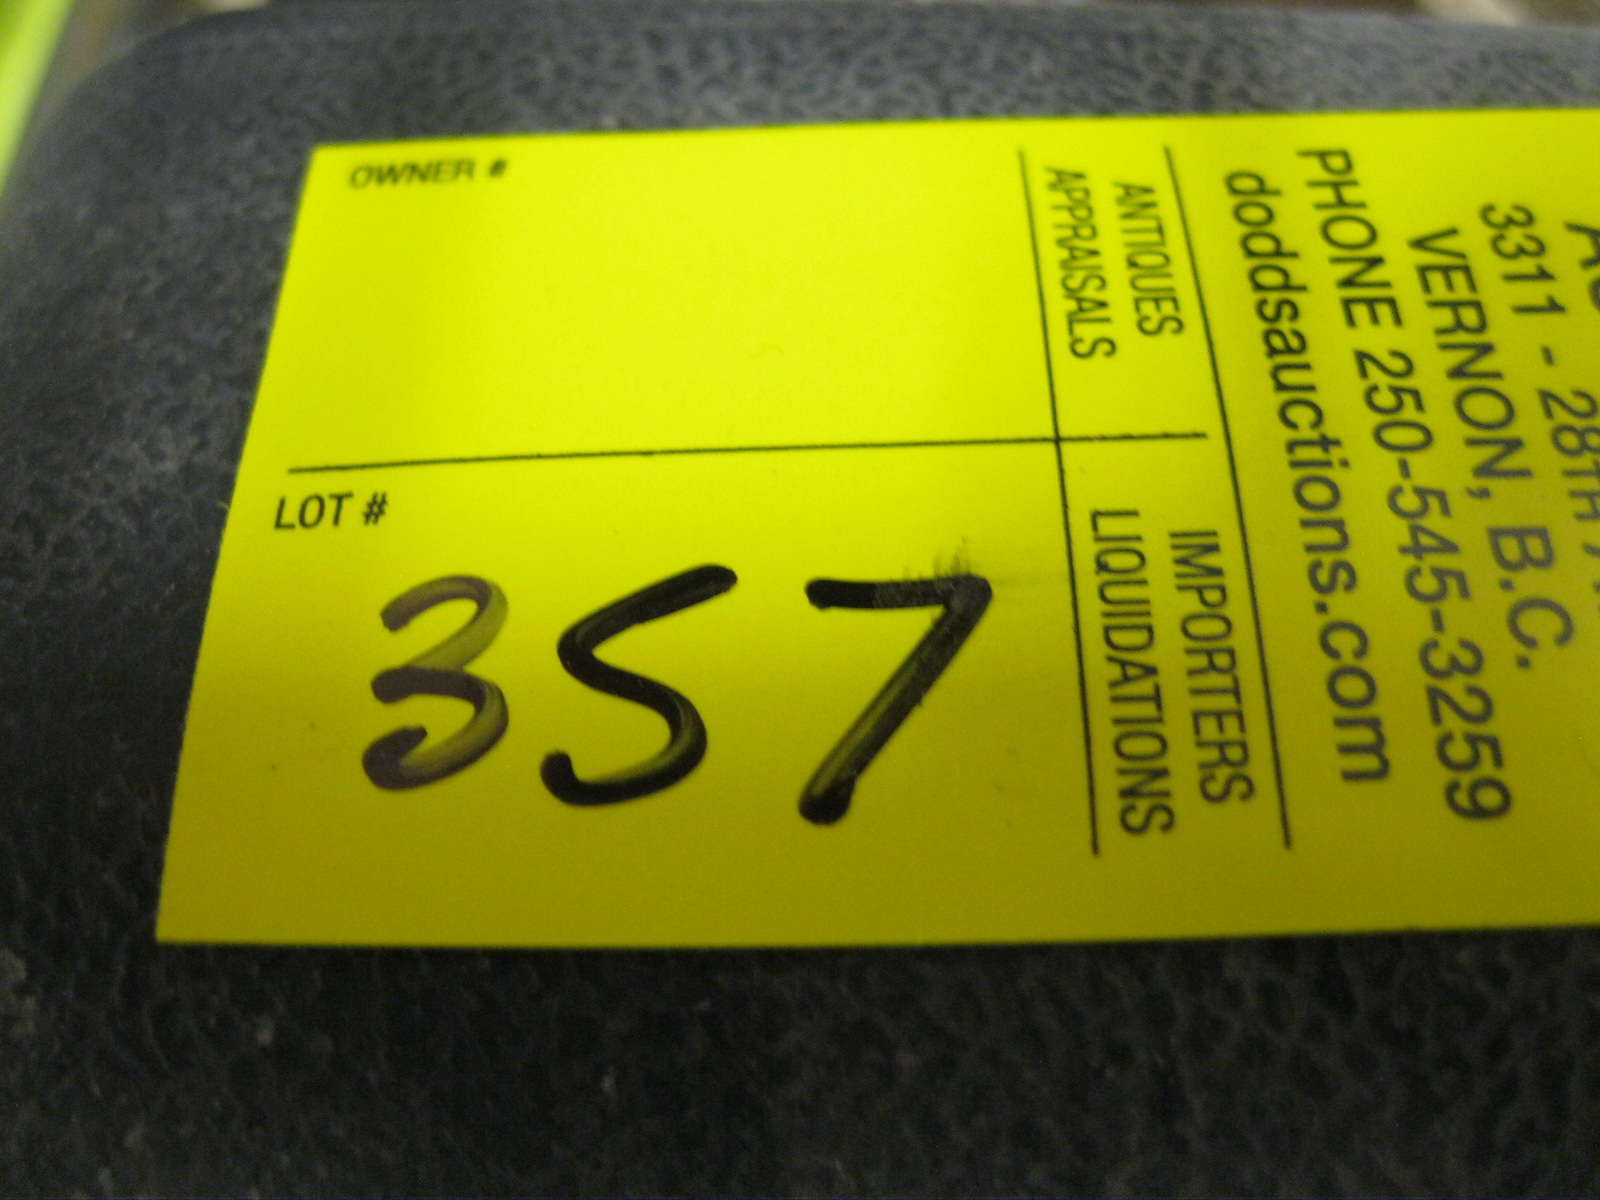 OWNER #
LOT #
357
3311 - 28TH
VERNON, B.C.
PHONE 250-545-3259
doddsauctions.com
ANTIQUES
APPRAISALS
IMPORTERS
LIQUIDATIONS